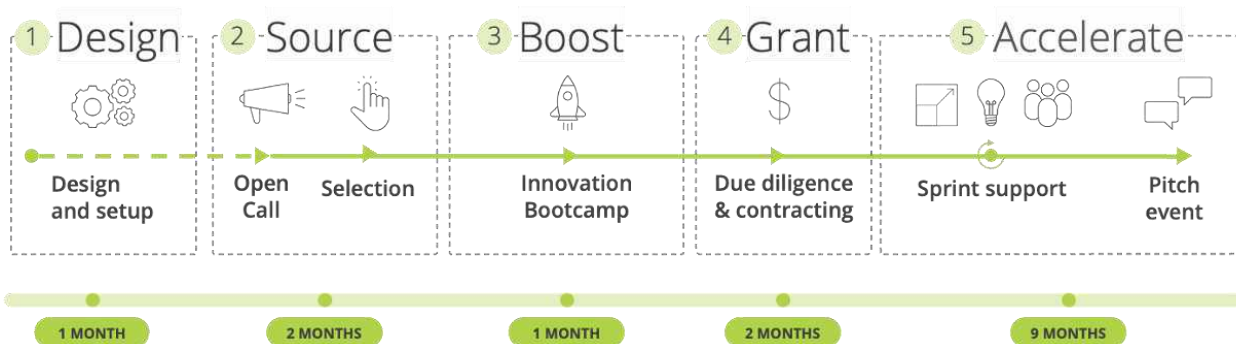 1 Design
2 Source
3 Boost
4 Grant
5 Accelerate
$
Design
and setup
Open
Call
Selection
Innovation
Bootcamp
Due diligence
& contracting
Sprint support
Pitch
event
1 MONTH
2 MONTHS
1 MONTH
2 MONTHS
9 MONTHS